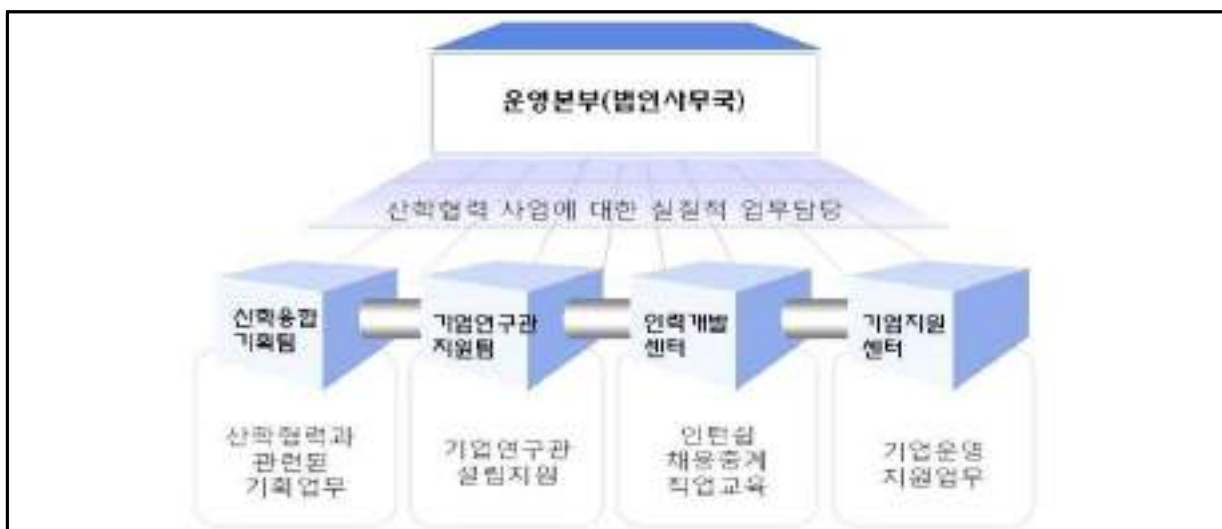 운영본부(법인사무국)
산학협력 사업에 대한 실질적 업무담당
산학융합
기획팀
기업연구관
지원팀
인력개발
센터
기업지원
센터
산학협력과
관련된
기획업무
기업연구관
설립지원
인턴쉽
채용중계
직업교육
기업운영
지원업무